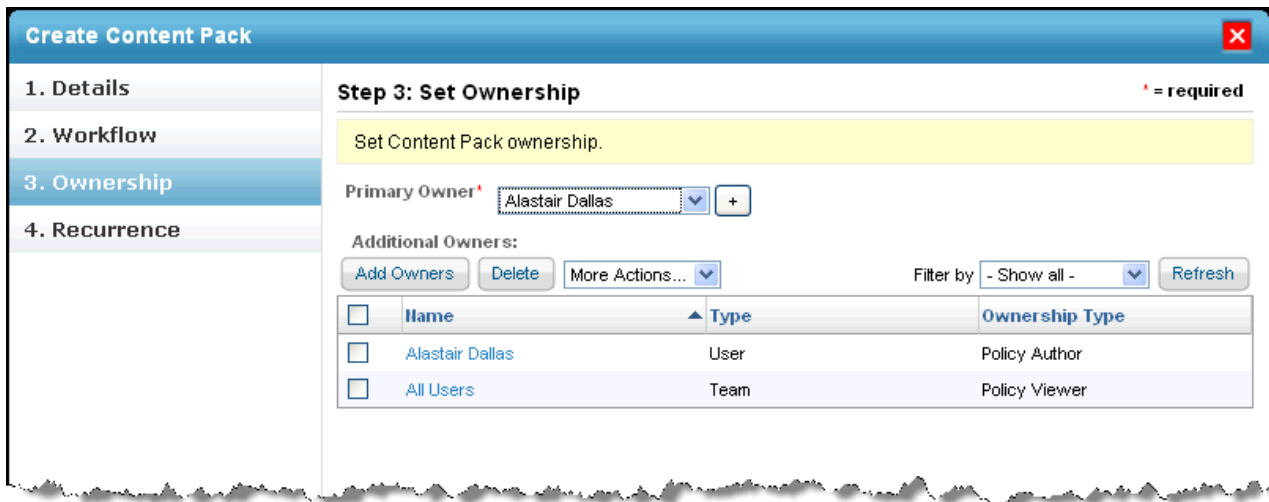 Create Content Pack
1. Details
2. Workflow
3. Ownership
4. Recurrence
Step 3: Set Ownership
* = required
Set Content Pack ownership.
Primary Owner* Alastair Dallas +
Additional Owners:
Add Owners Delete More Actions... Filter by - Show all - Refresh
Name Type Ownership Type
Alastair Dallas User Policy Author
All Users Team Policy Viewer